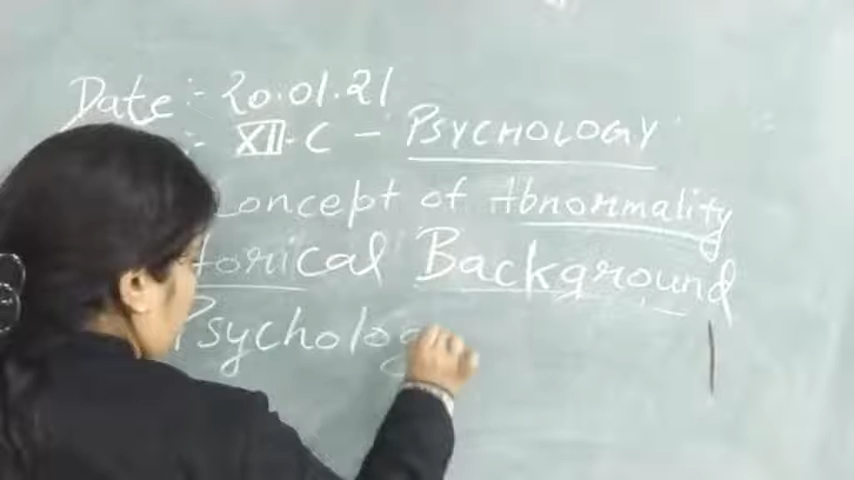 Date :- 20.01.21
:- XII-C - PSYCHOLOGY
Concept of Abnormality
torical Background
Psycholog